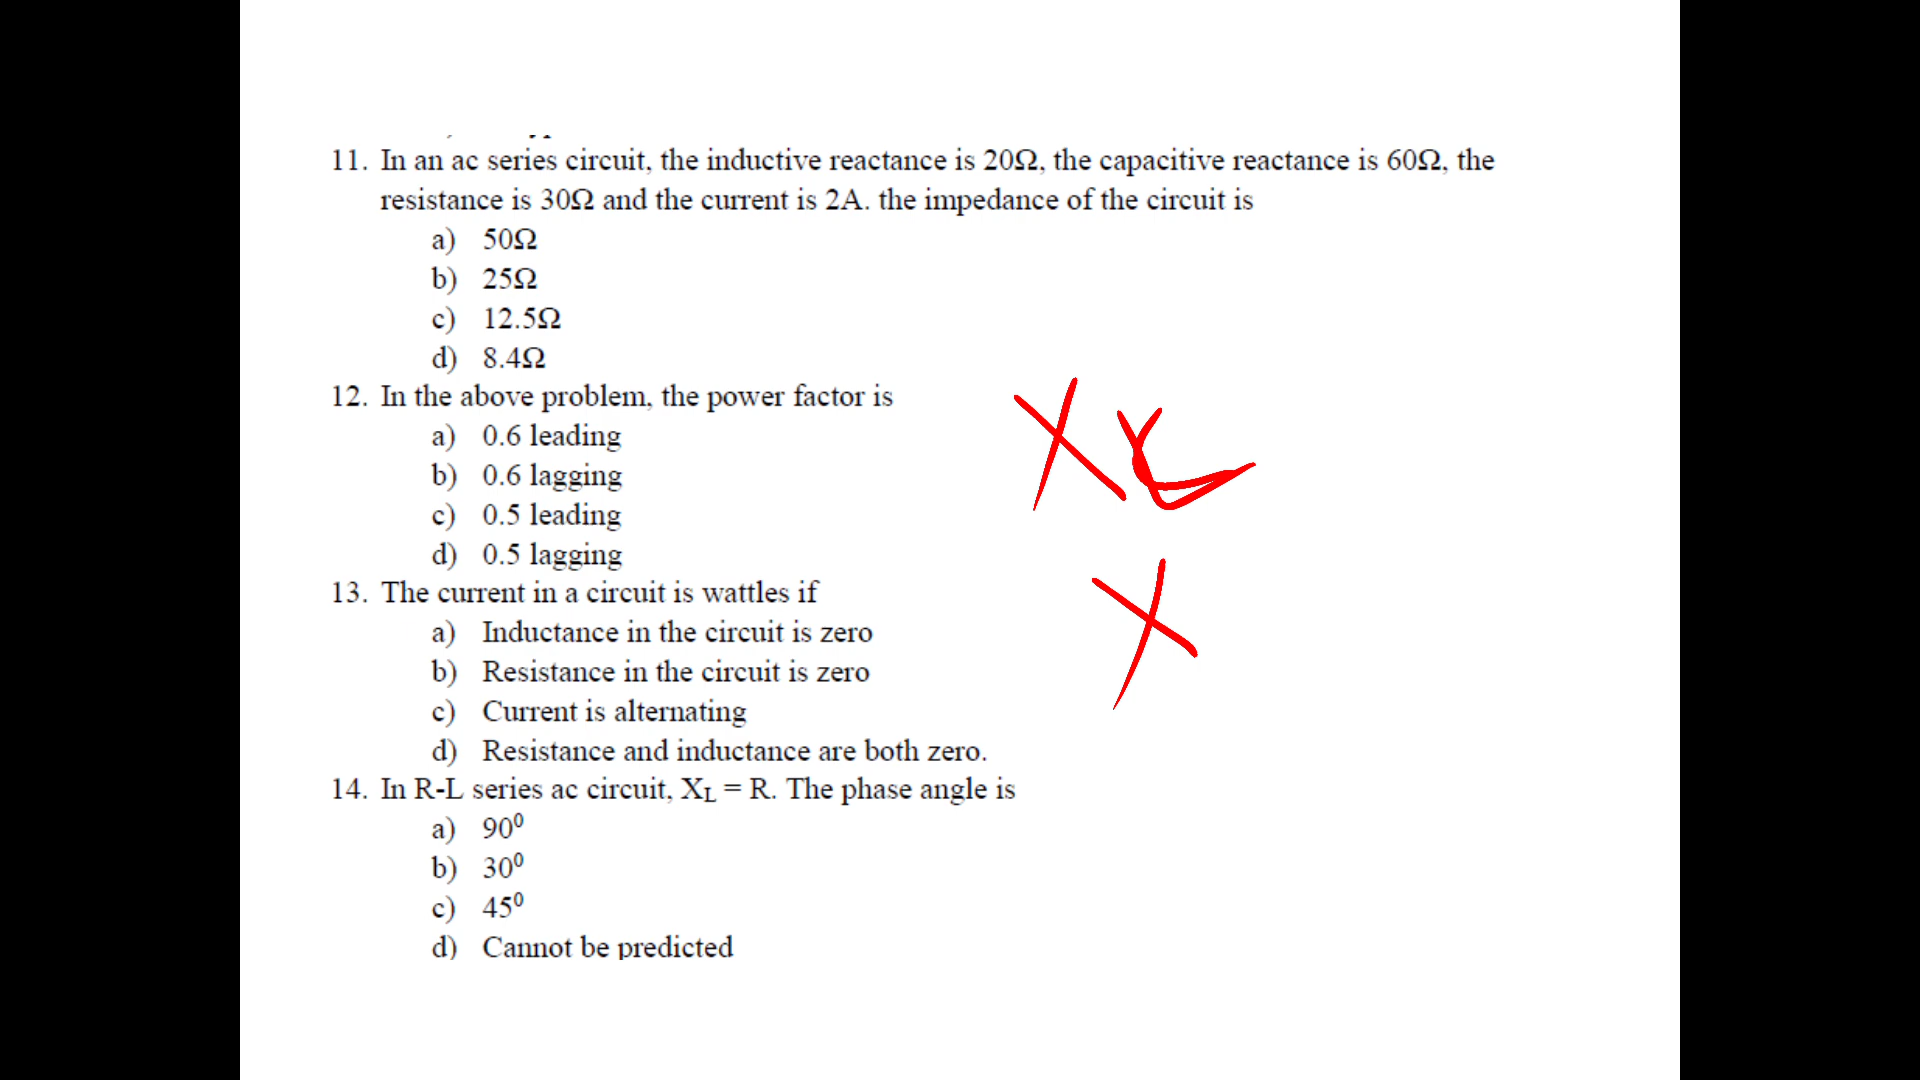 11. In an ac series circuit, the inductive reactance is 20Ω, the capacitive reactance is 60Ω, the
resistance is 30Ω and the current is 2A. the impedance of the circuit is
a) 50Ω
b) 25Ω
c) 12.5Ω
d) 8.4Ω
12. In the above problem, the power factor is
a) 0.6 leading
b) 0.6 lagging
c) 0.5 leading
d) 0.5 lagging
13. The current in a circuit is wattles if
a) Inductance in the circuit is zero
b) Resistance in the circuit is zero
c) Current is alternating
d) Resistance and inductance are both zero.
14. In R-L series ac circuit, X_L = R. The phase angle is
a) 90⁰
b) 30⁰
c) 45⁰
d) Cannot be predicted
X